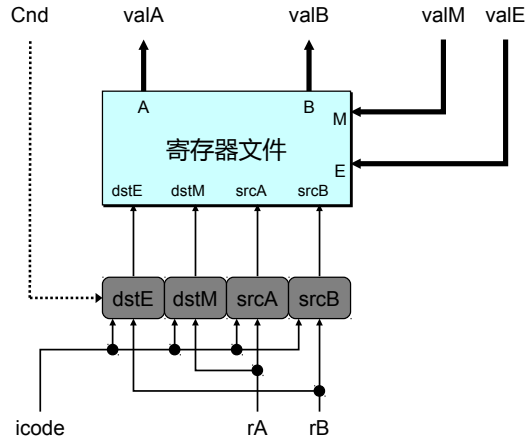 Cnd valA valB valM valE
A B
M
寄存器文件
E
dstE dstM srcA srcB
dstE dstM srcA srcB
icode rA rB